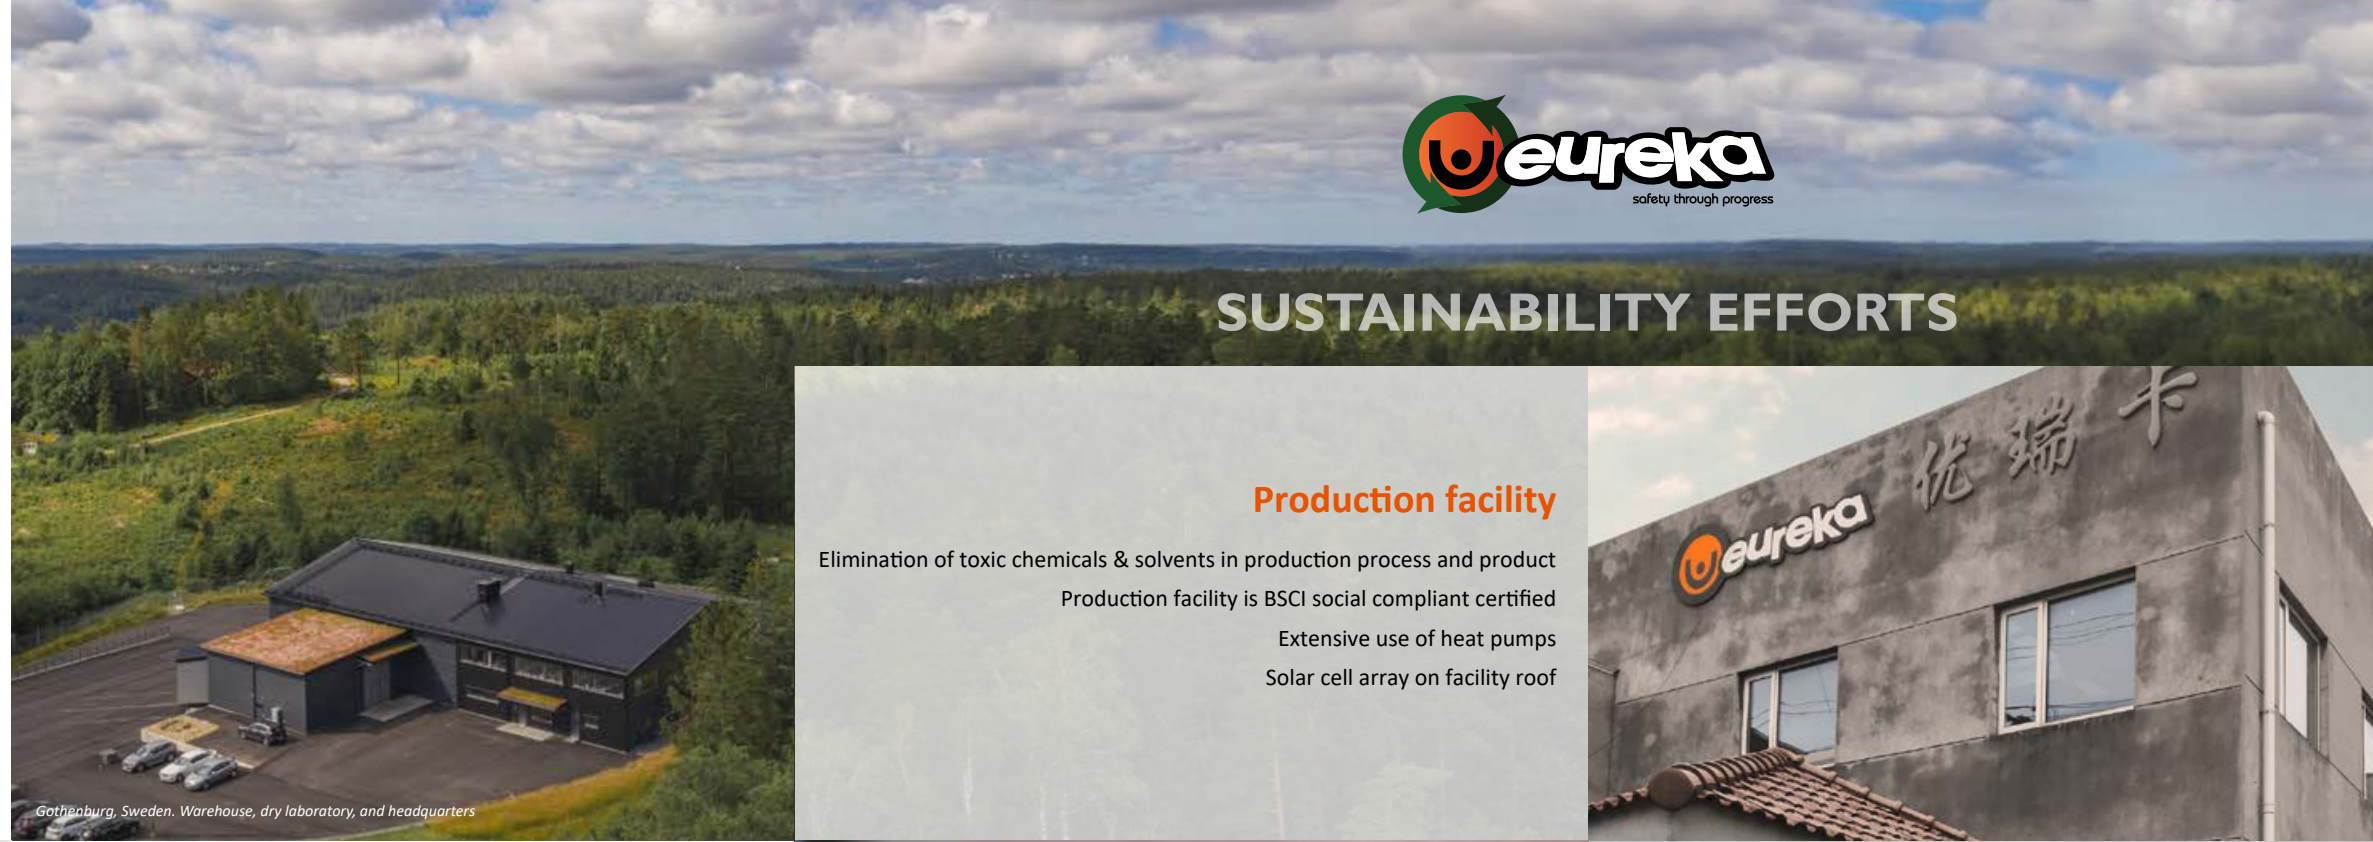 eureka
safety through progress
SUSTAINABILITY EFFORTS
Production facility
Elimination of toxic chemicals & solvents in production process and product
Production facility is BSCI social compliant certified
Extensive use of heat pumps
Solar cell array on facility roof
eureka 优瑞卡
Gothenburg, Sweden. Warehouse, dry laboratory, and headquarters